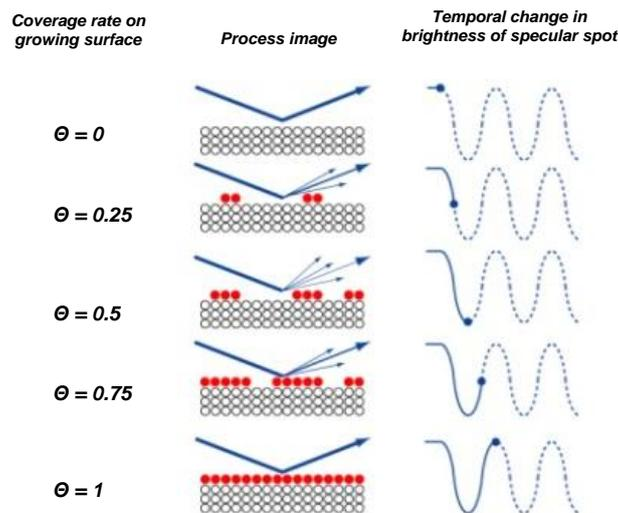 Coverage rate on
growing surface
Process image
Temporal change in
brightness of specular spot
Θ = 0
Θ = 0.25
Θ = 0.5
Θ = 0.75
Θ = 1